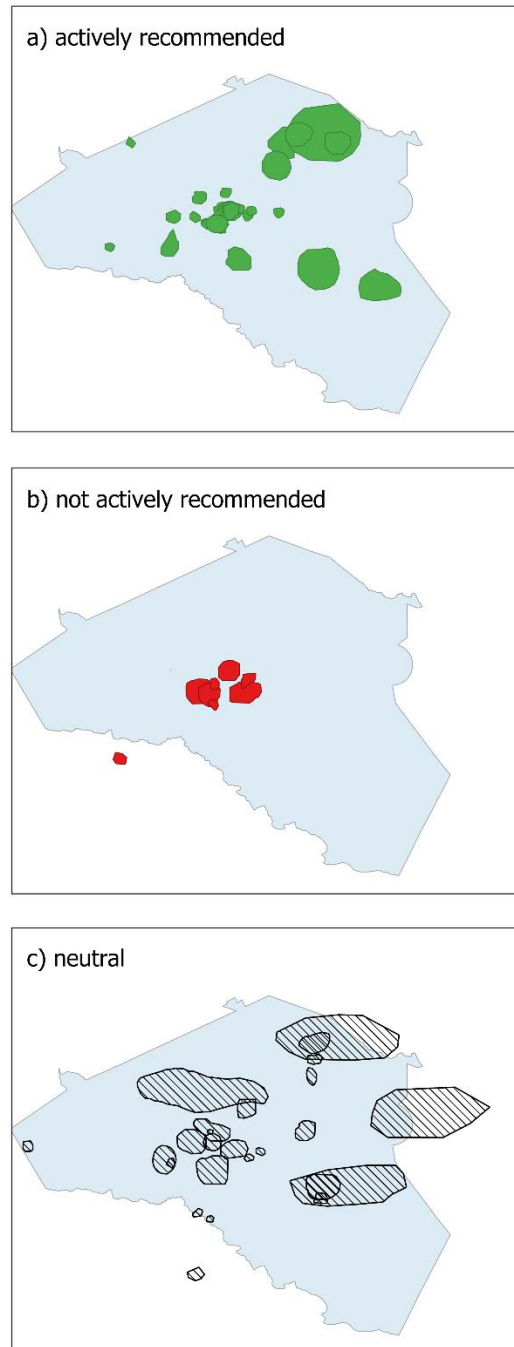 a) actively recommended
b) not actively recommended
c) neutral